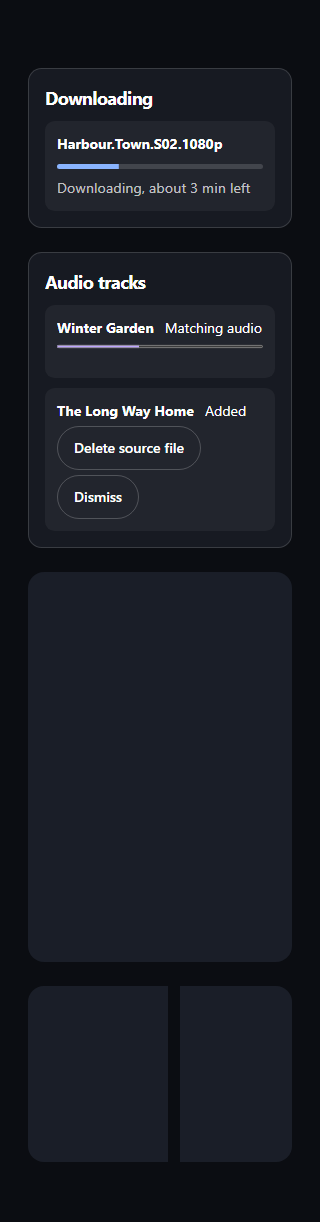 Downloading
Harbour.Town.S02.1080p
Downloading, about 3 min left
Audio tracks
Winter Garden Matching audio
The Long Way Home Added
Delete source file
Dismiss